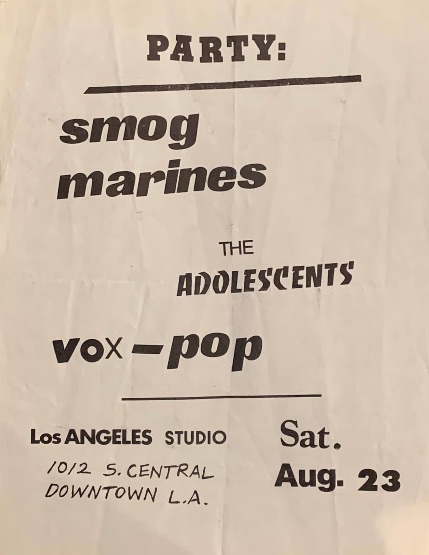 PARTY:
smog
marines
THE
ADOLESCENTS
vox-pop
Los ANGELES STUDIO
1012 S. CENTRAL
DOWNTOWN L.A.
Sat.
Aug. 23